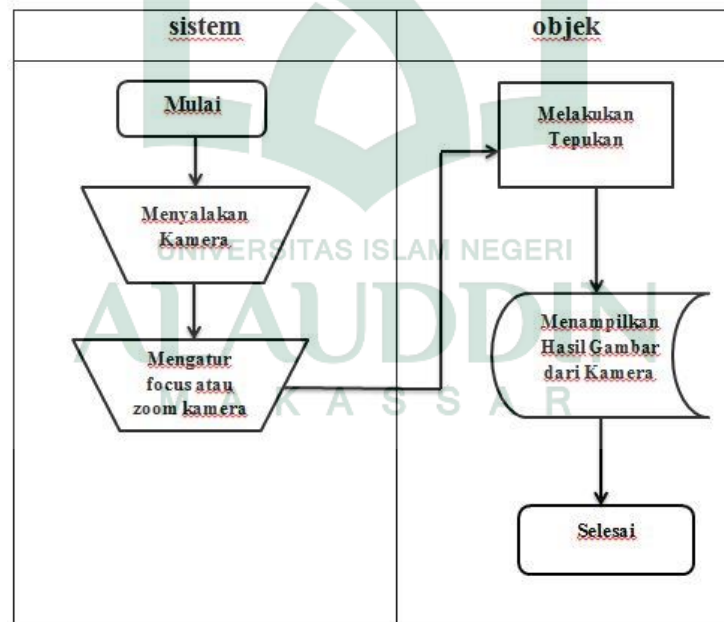 sistem
objek
Mulai
Menyalakan
Kamera
Mengatur
focus atau
zoom kamera
Melakukan
Tepukan
Menampilkan
Hasil Gambar
dari Kamera
Selesai
UNIVERSITAS ISLAM NEGERI
ALAUDDIN
MAKASSAR